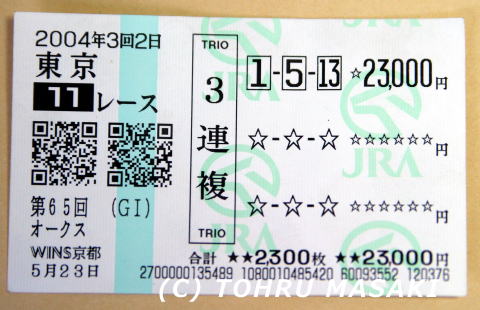 2004年3回2日
東京
11レース
第65回 (GI)
オークス
WINS京都
5月23日
TRIO
3連複
TRIO
1-5-13 ☆23,000円
☆-☆-☆ ☆☆☆☆☆☆円
☆-☆-☆ ☆☆☆☆☆☆円
JRA
JRA
JRA
合計 ★★2,300枚 ★★23,000円
2700000135489 1080010485420 60093552 120376
(C) TOHRU MASAKI